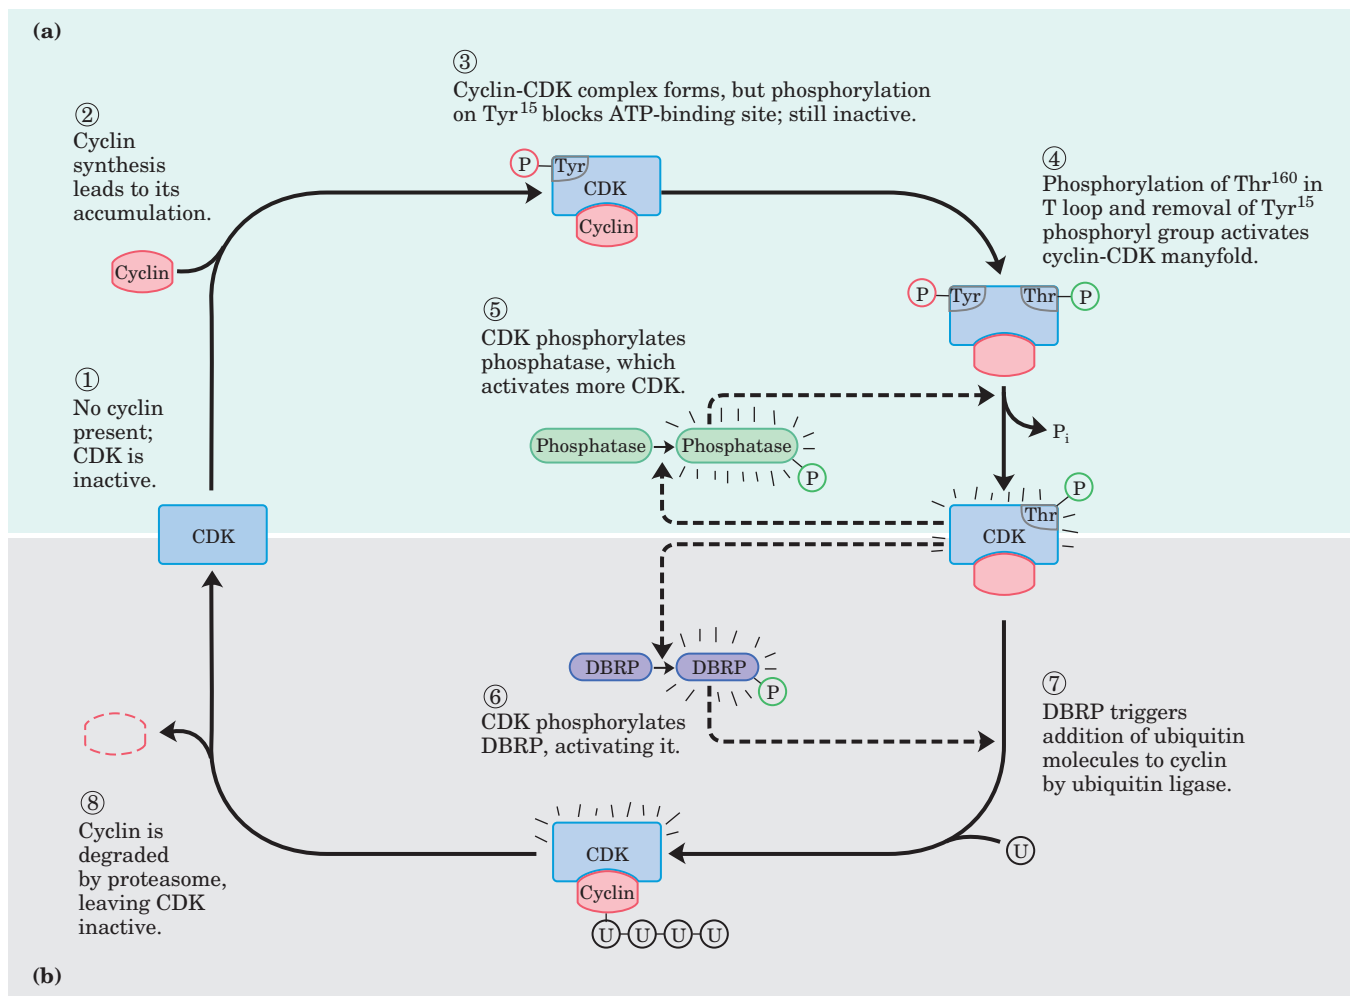 (a)
③
Cyclin-CDK complex forms, but phosphorylation
on Tyr¹⁵ blocks ATP-binding site; still inactive.
②
Cyclin
synthesis
leads to its
accumulation.
P
Tyr
CDK
Cyclin
④
Phosphorylation of Thr¹⁶⁰ in
T loop and removal of Tyr¹⁵
phosphoryl group activates
cyclin-CDK manyfold.
Cyclin
P
Tyr
Thr
P
⑤
CDK phosphorylates
phosphatase, which
activates more CDK.
①
No cyclin
present;
CDK is
inactive.
Phosphatase
Phosphatase
P
Pᵢ
CDK
P
Thr
CDK
DBRP
DBRP
P
⑥
CDK phosphorylates
DBRP, activating it.
⑦
DBRP triggers
addition of ubiquitin
molecules to cyclin
by ubiquitin ligase.
⑧
Cyclin is
degraded
by proteasome,
leaving CDK
inactive.
CDK
Cyclin
U
U U U U
(b)